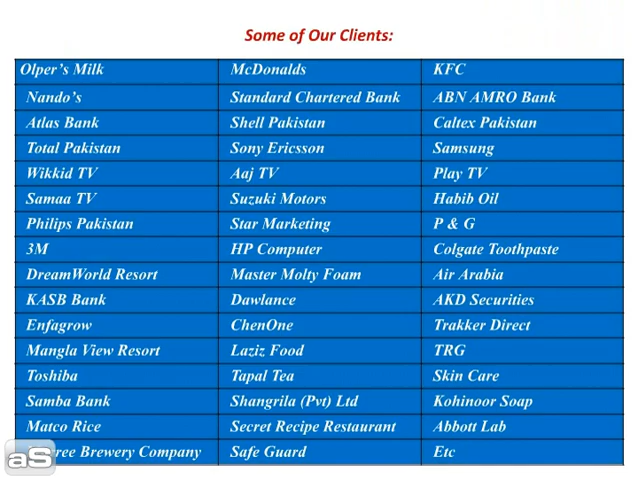 Some of Our Clients:
Olper's Milk McDonalds KFC
Nando's Standard Chartered Bank ABN AMRO Bank
Atlas Bank Shell Pakistan Caltex Pakistan
Total Pakistan Sony Ericsson Samsung
Wikkid TV Aaj TV Play TV
Samaa TV Suzuki Motors Habib Oil
Philips Pakistan Star Marketing P & G
3M HP Computer Colgate Toothpaste
DreamWorld Resort Master Molty Foam Air Arabia
KASB Bank Dawlance AKD Securities
Enfagrow ChenOne Trakker Direct
Mangla View Resort Laziz Food TRG
Toshiba Tapal Tea Skin Care
Samba Bank Shangrila (Pvt) Ltd Kohinoor Soap
Matco Rice Secret Recipe Restaurant Abbott Lab
Brewery Company Safe Guard Etc
aS